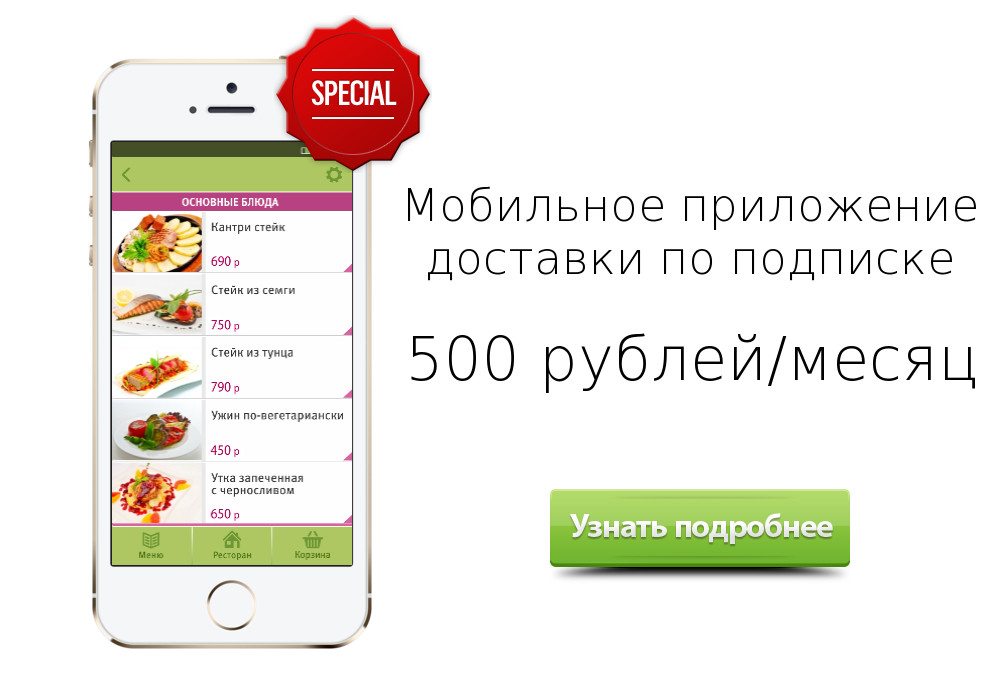 SPECIAL
ОСНОВНЫЕ БЛЮДА
Кантри стейк
690 р
Стейк из семги
750 р
Стейк из тунца
790 р
Ужин по-вегетариански
450 р
Утка запеченная
с черносливом
650 р
Меню
Ресторан
Корзина
Мобильное приложение
доставки по подписке
500 рублей/месяц
Узнать подробнее